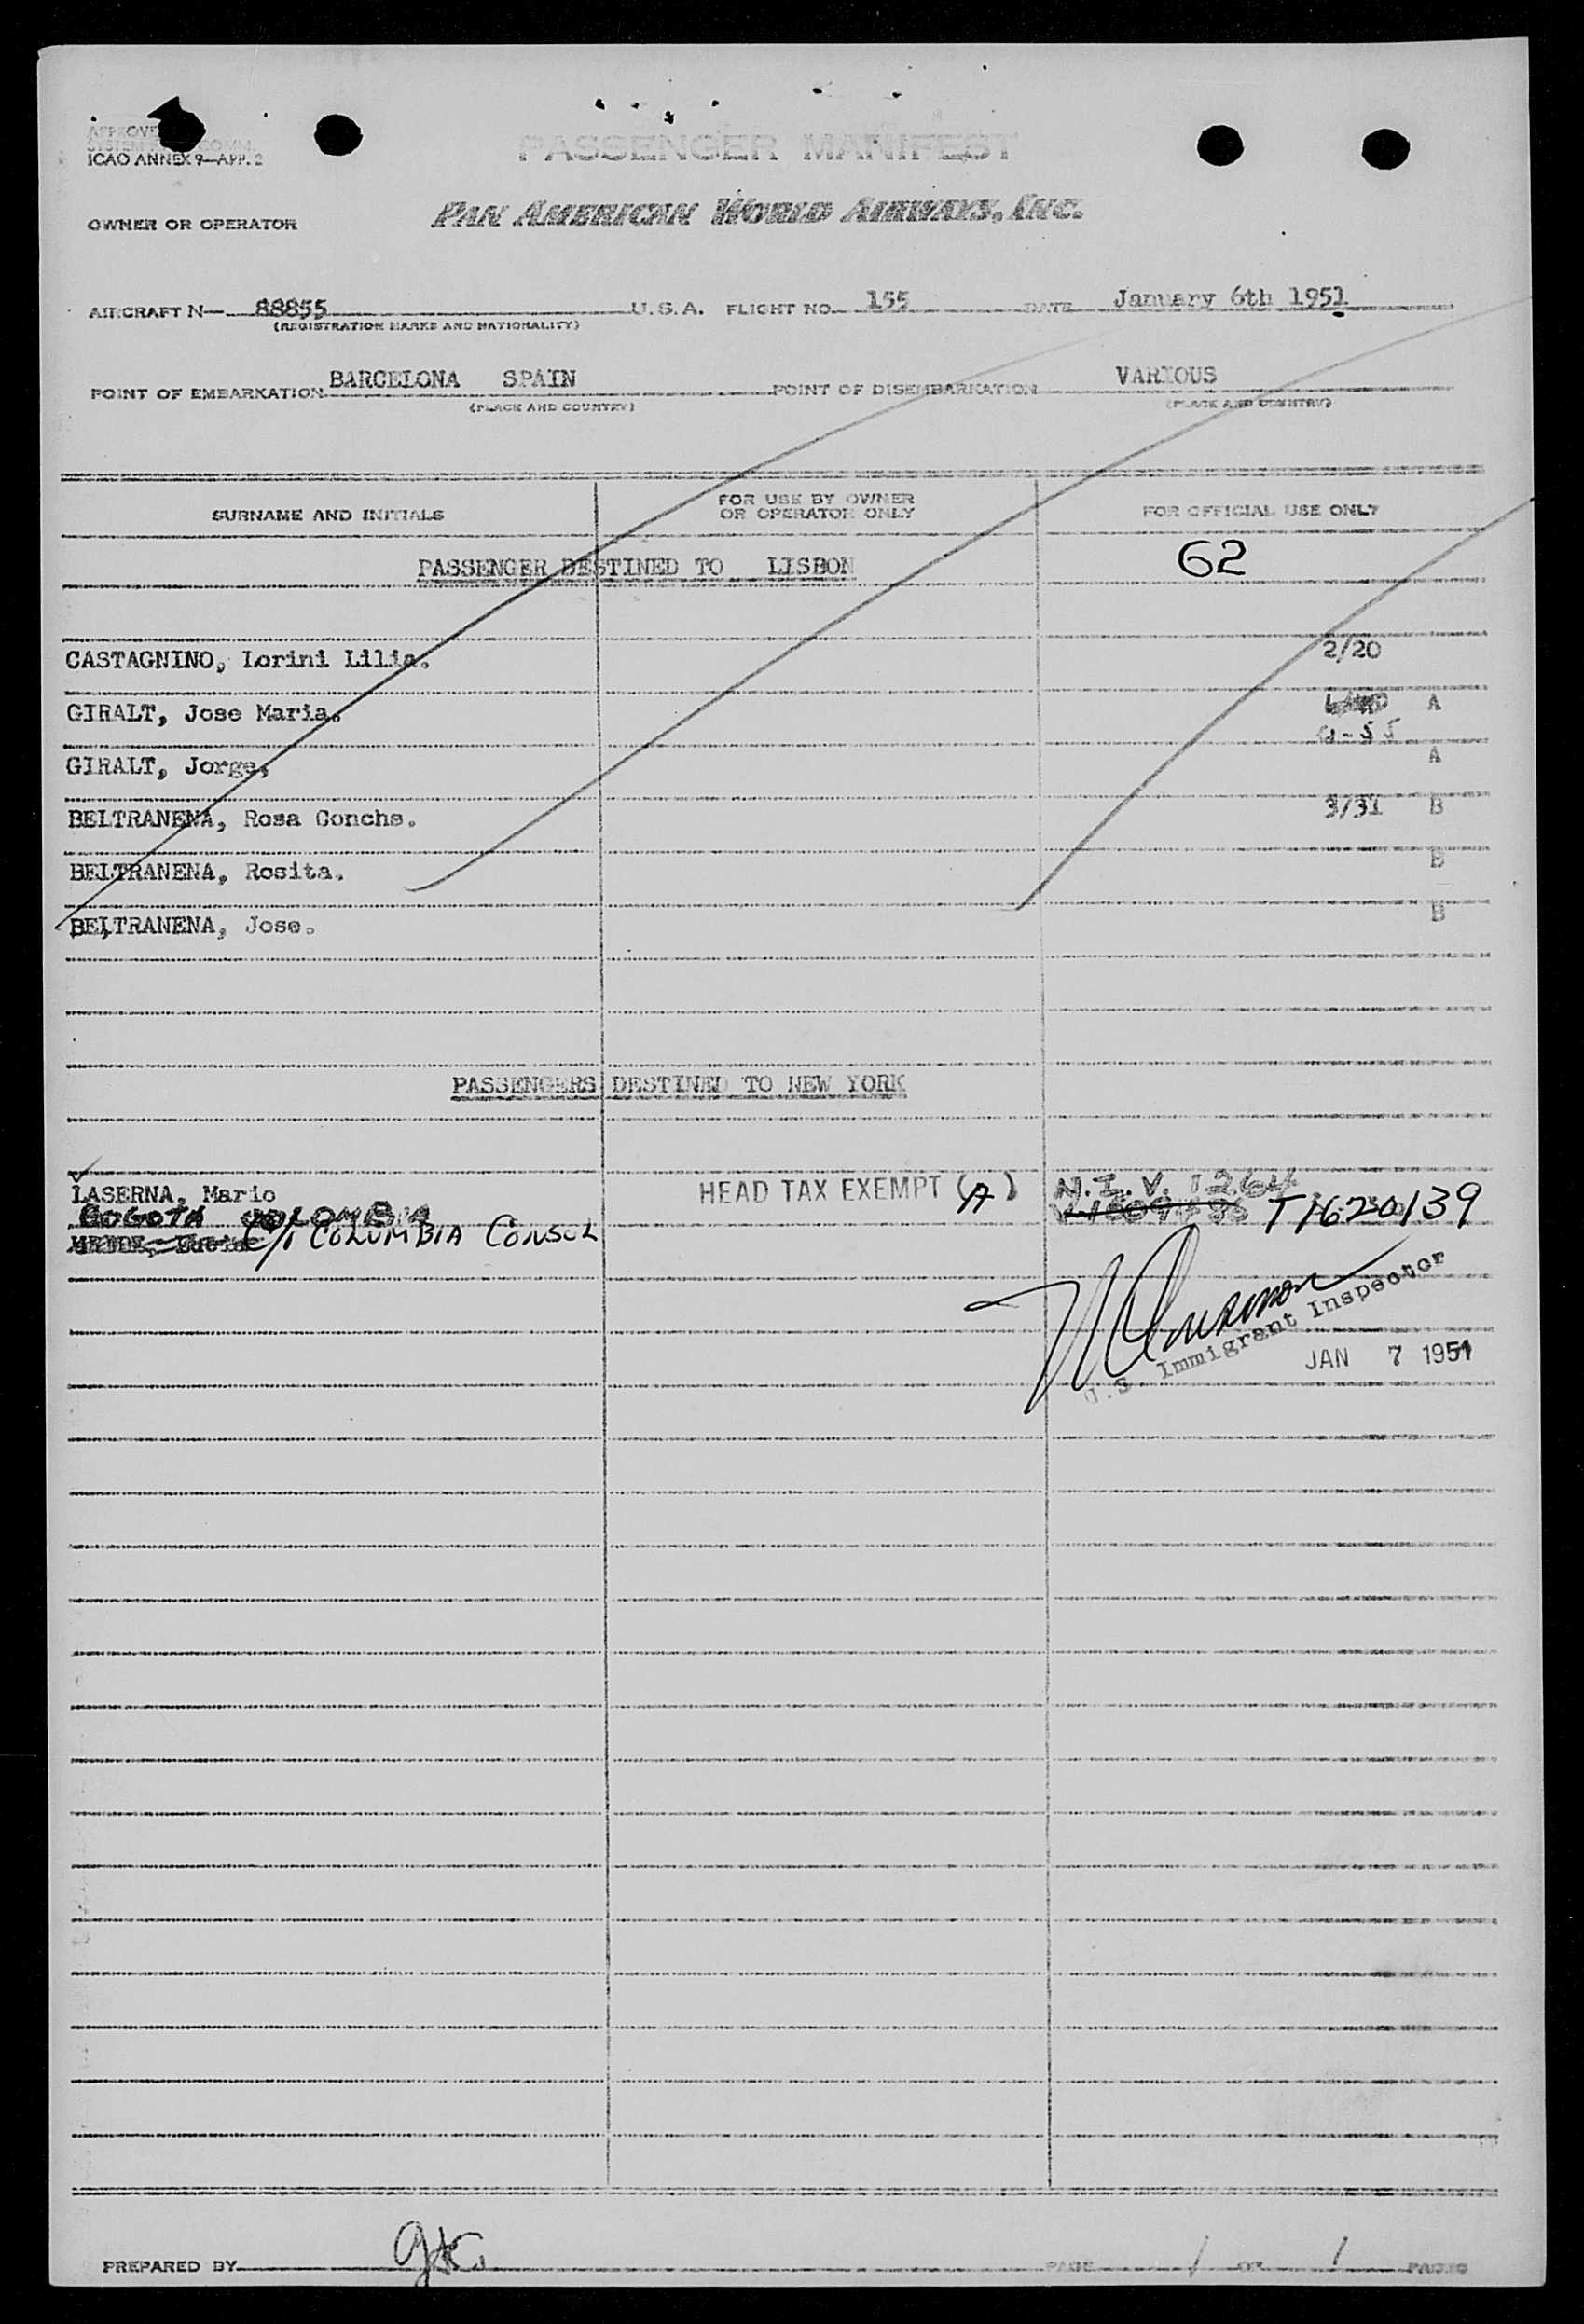 PASSENGER MANIFEST
ICAO ANNEX 9—APP. 2
OWNER OR OPERATOR PAN AMERICAN WORLD AIRWAYS, INC.
AIRCRAFT N— 88855 U.S.A. FLIGHT NO. 155 DATE January 6th 1951
(REGISTRATION MARKS AND NATIONALITY)
POINT OF EMBARKATION BARCELONA SPAIN POINT OF DISEMBARKATION VARIOUS
(PLACE AND COUNTRY) (PLACE AND COUNTRY)
SURNAME AND INITIALS FOR USE BY OWNER OR OPERATOR ONLY FOR OFFICIAL USE ONLY
PASSENGER DESTINED TO LISBON 62
CASTAGNINO, Lorini Lilia. 2/20
GIRALT, Jose Maria. A
GIRALT, Jorge, A
BELTRANENA, Rosa Concha. 3/31 B
BELTRANENA, Rosita. B
BELTRANENA, Jose. B
PASSENGERS DESTINED TO NEW YORK
LASERNA, Mario HEAD TAX EXEMPT (A) N.I.V. 1264
BOGOTA COLOMBIA T1620139
C/o COLUMBIA CONSUL
U.S. Immigrant Inspector
JAN 7 1951
PREPARED BY PAGE 1 OF 1 PAGES